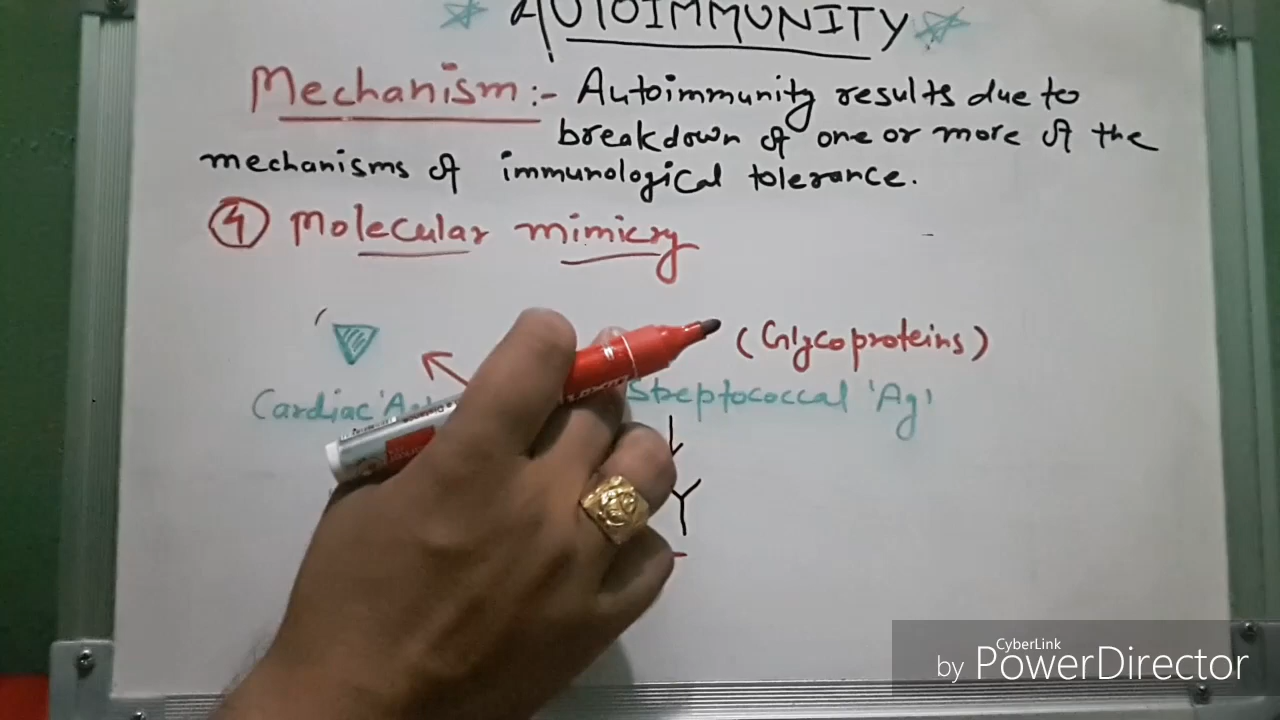 AUTOIMMUNITY
Mechanism :- Autoimmunity results due to
breakdown of one or more of the
mechanisms of immunological tolerance.
④ Molecular mimicry
(Glycoproteins)
Cardiac Streptococcal 'Ag'
CyberLink
by PowerDirector